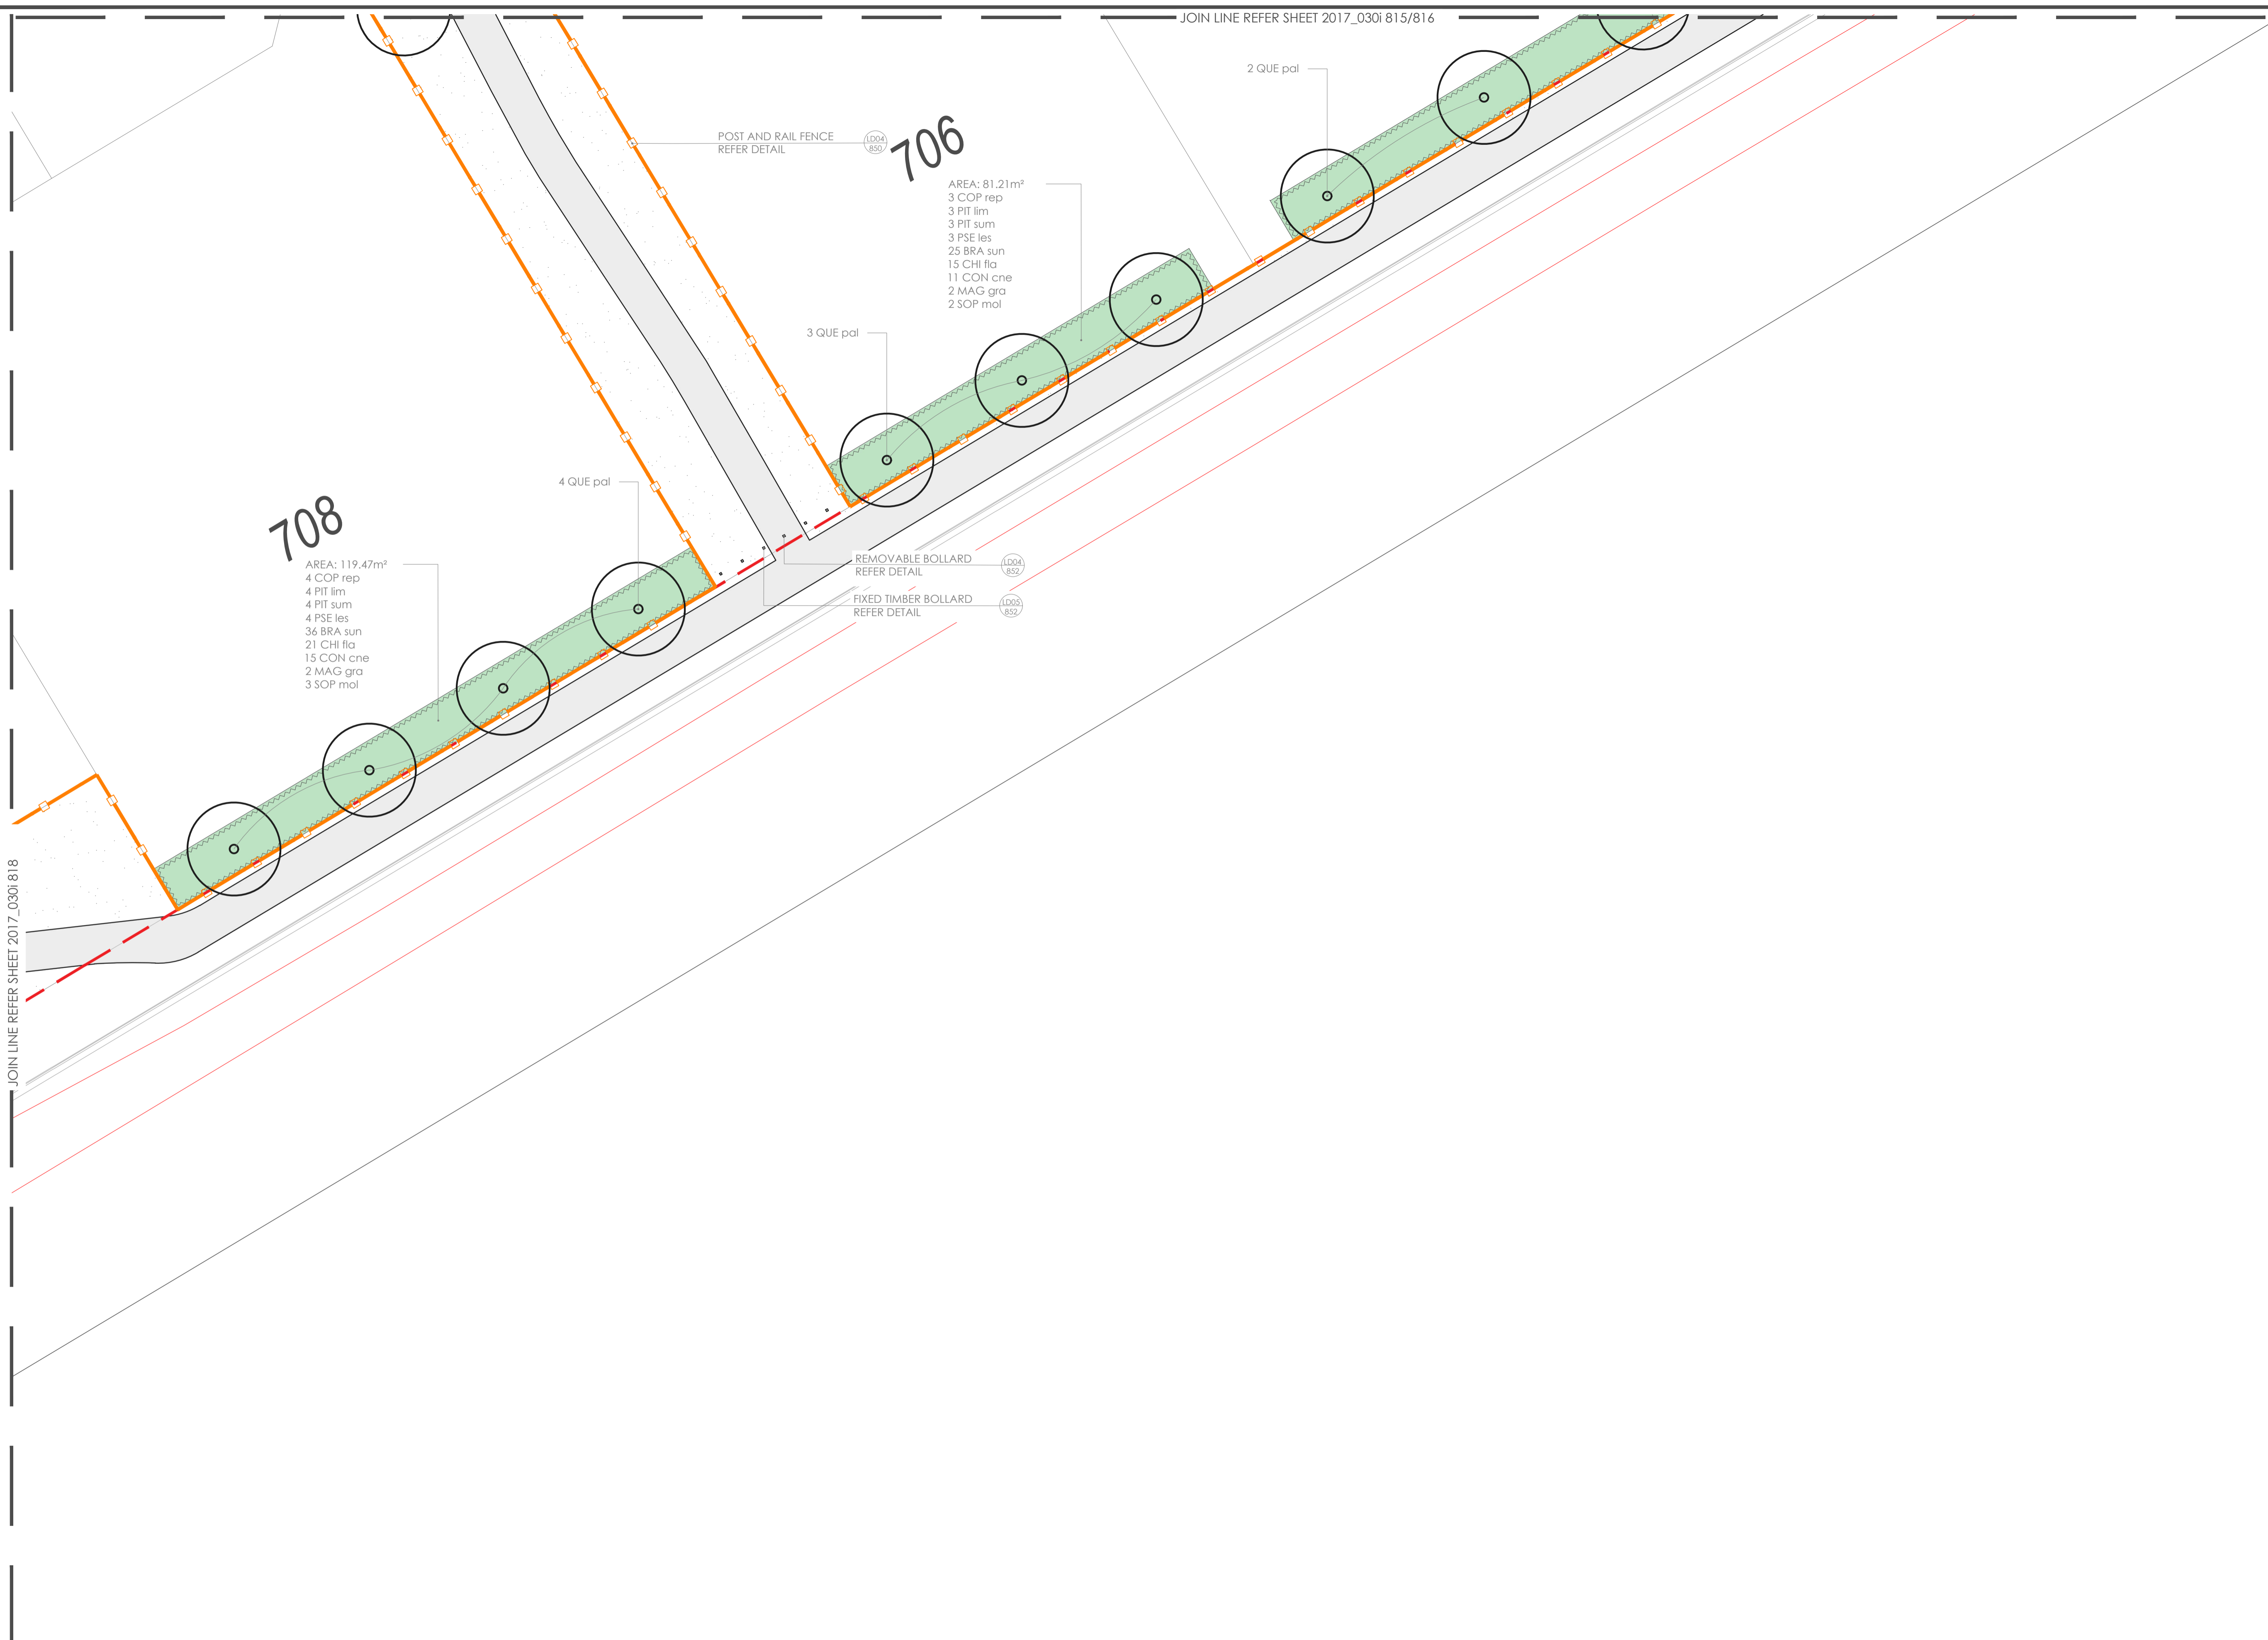 JOIN LINE REFER SHEET 2017_030i 815/816
2 QUE pal
POST AND RAIL FENCE
REFER DETAIL
LD04
850
706
AREA: 81.21m²
3 COP rep
3 PIT lim
3 PIT sum
3 PSE les
25 BRA sun
15 CHI fla
11 CON cne
2 MAG gra
2 SOP mol
3 QUE pal
4 QUE pal
708
AREA: 119.47m²
4 COP rep
4 PIT lim
4 PIT sum
4 PSE les
36 BRA sun
21 CHI fla
15 CON cne
2 MAG gra
3 SOP mol
REMOVABLE BOLLARD
REFER DETAIL
LD04
852
FIXED TIMBER BOLLARD
REFER DETAIL
LD05
852
JOIN LINE REFER SHEET 2017_030i 818